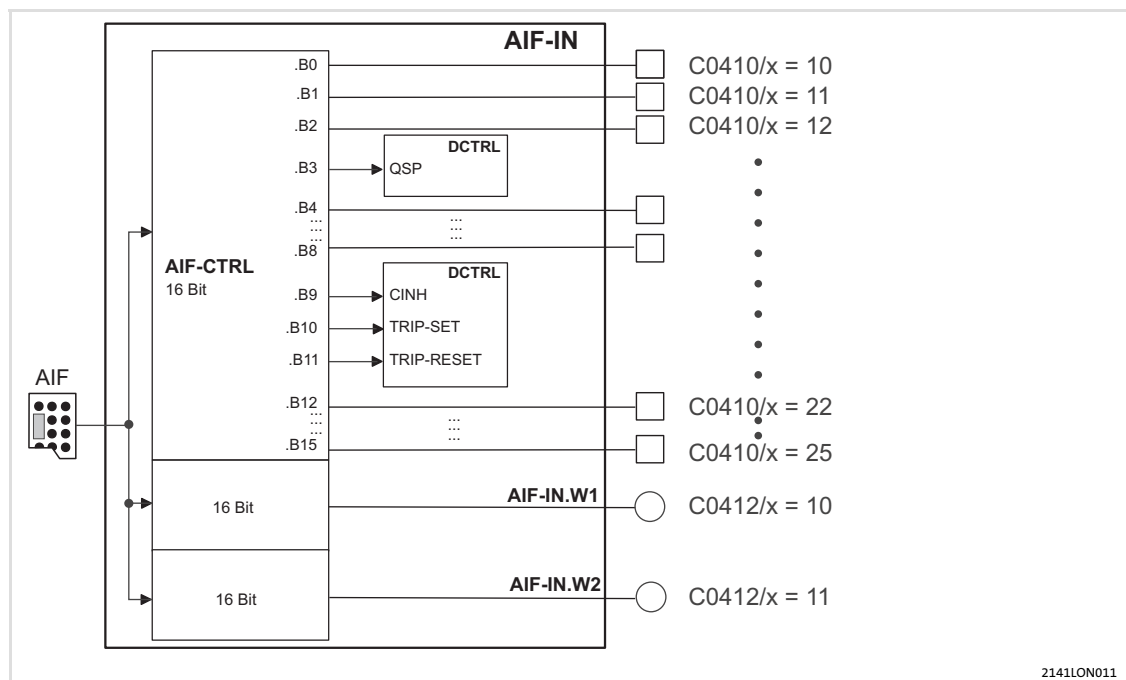 AIF-IN
.B0
C0410/x = 10
.B1
C0410/x = 11
.B2
C0410/x = 12
DCTRL
.B3
QSP
.B4
...
...
...
...
...
...
.B8
AIF-CTRL
16 Bit
DCTRL
.B9
CINH
.B10
TRIP-SET
.B11
TRIP-RESET
AIF
.B12
C0410/x = 22
...
...
...
...
...
...
.B15
C0410/x = 25
16 Bit
AIF-IN.W1
C0412/x = 10
16 Bit
AIF-IN.W2
C0412/x = 11
2141LON011